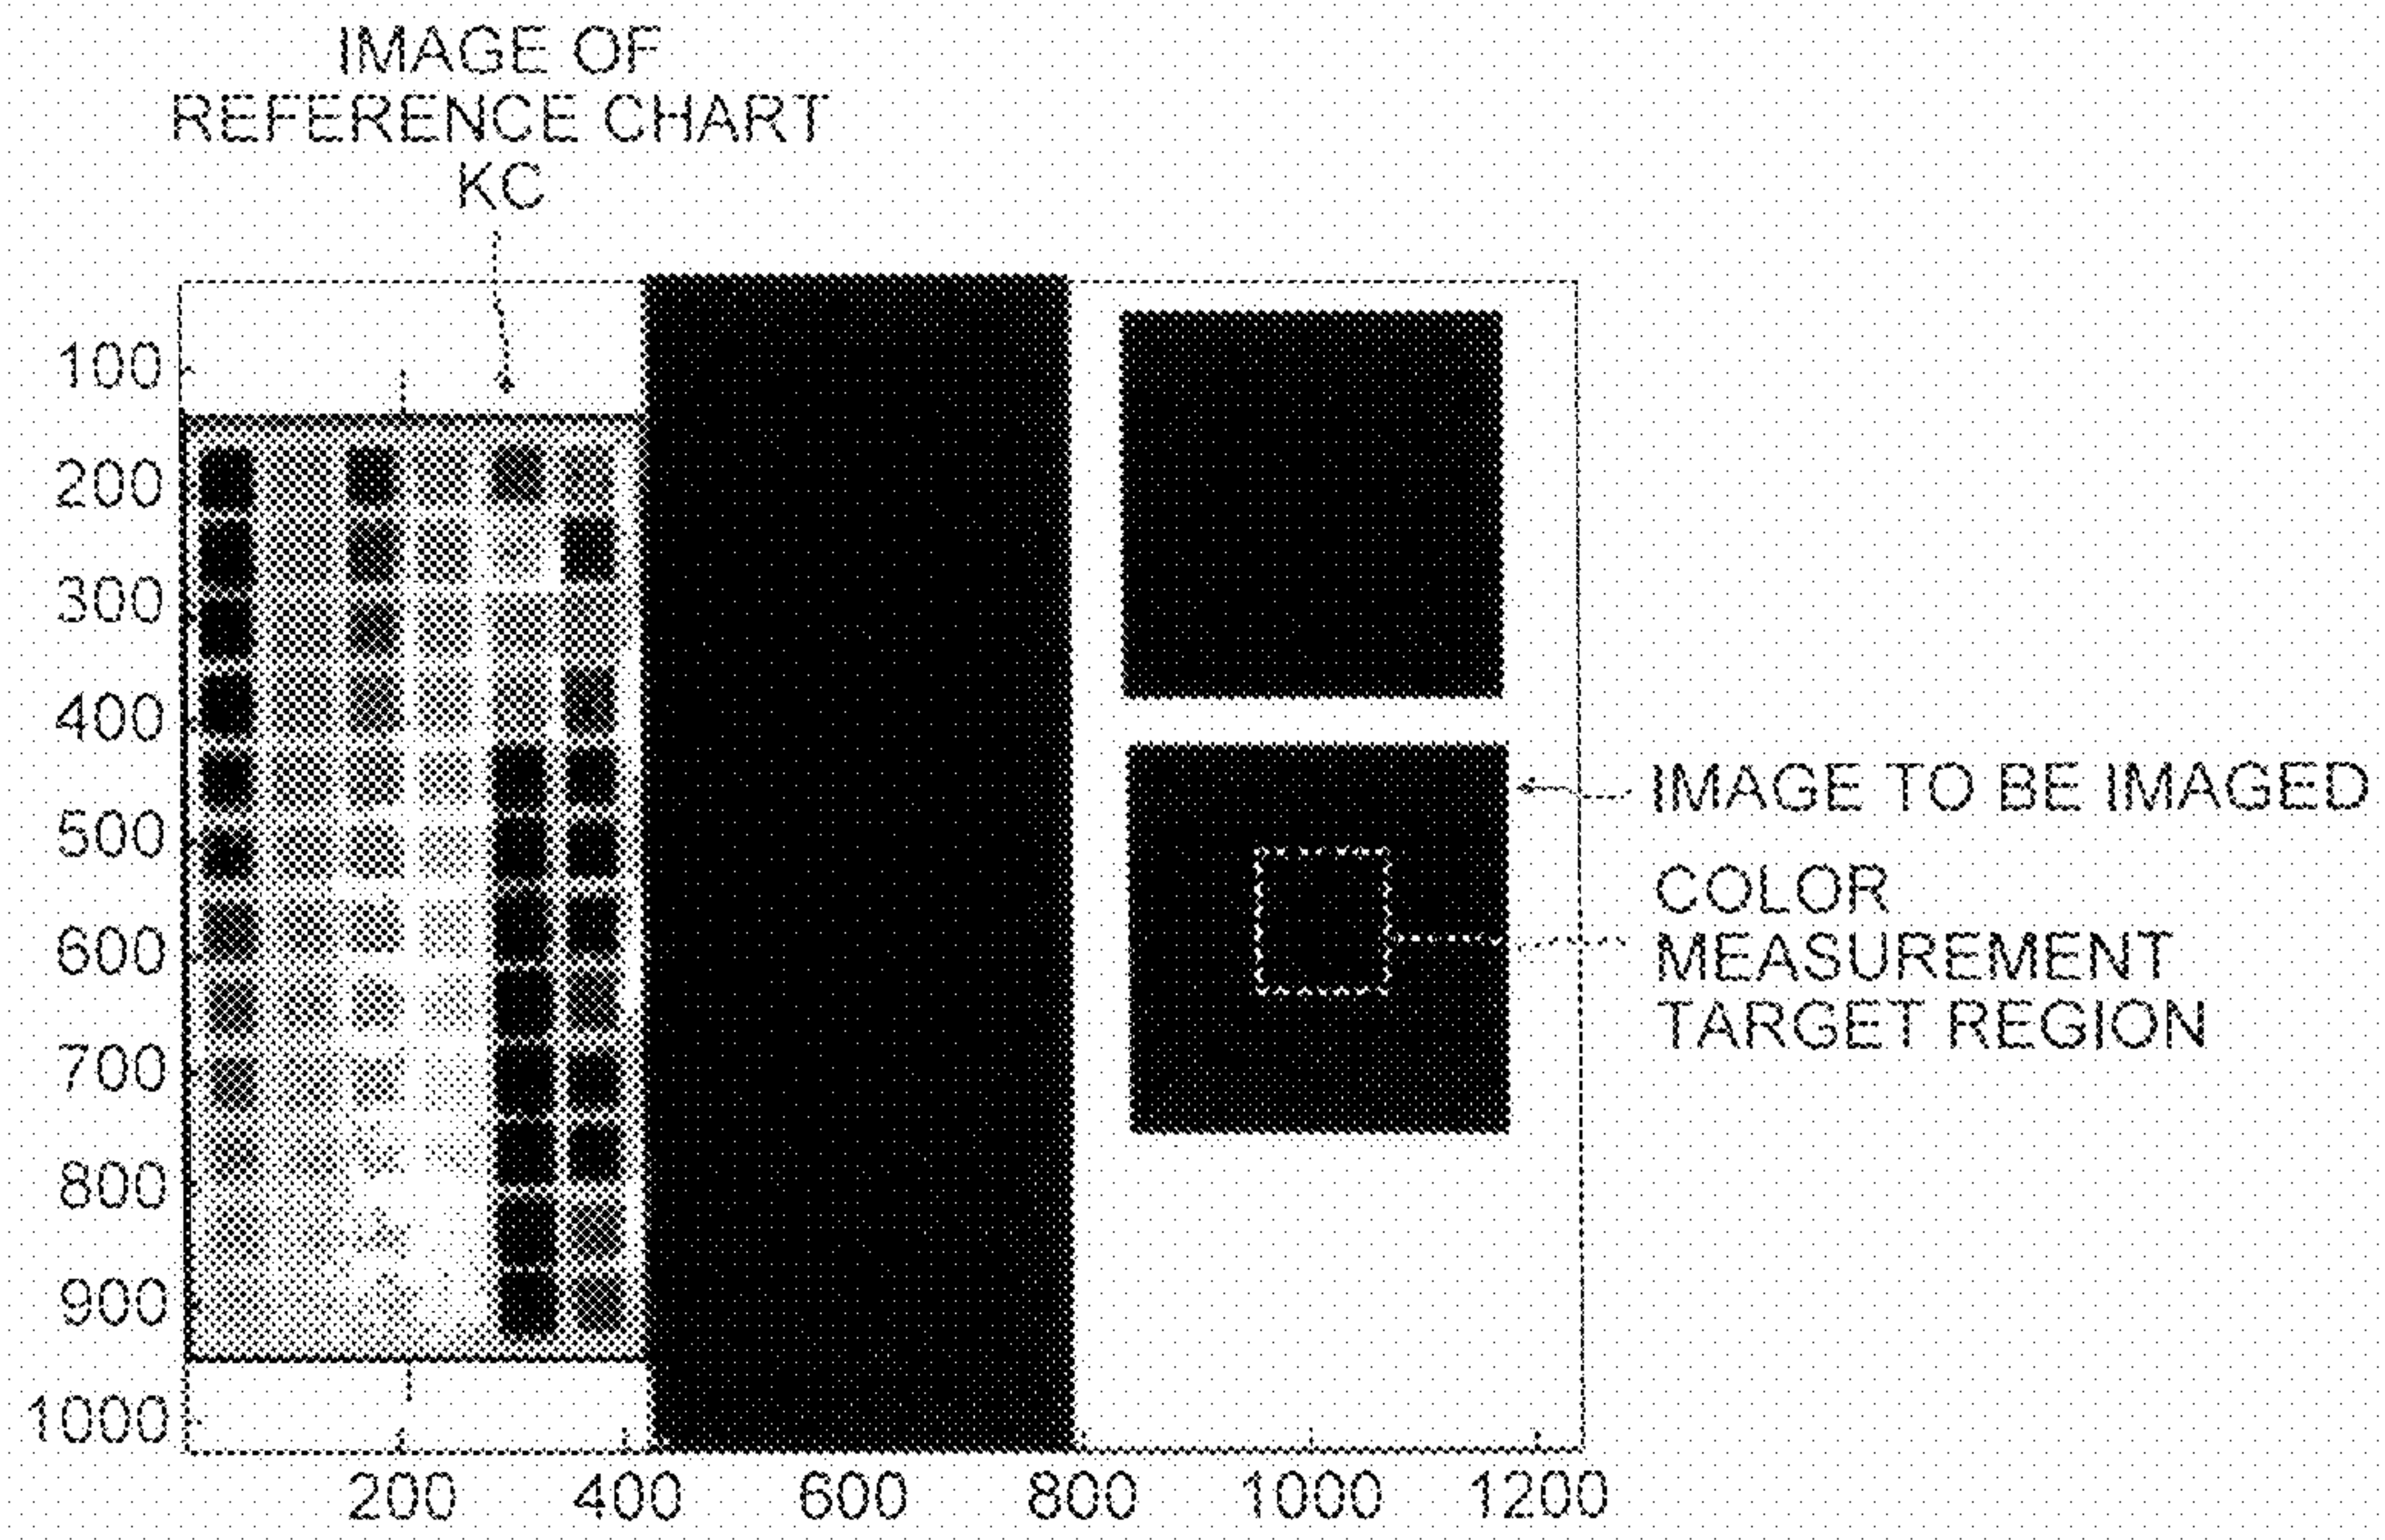 IMAGE OF
REFERENCE CHART
KC
100
200
300
400
500
600
700
800
900
1000
200 400 600 800 1000 1200
IMAGE TO BE IMAGED
COLOR
MEASUREMENT
TARGET REGION